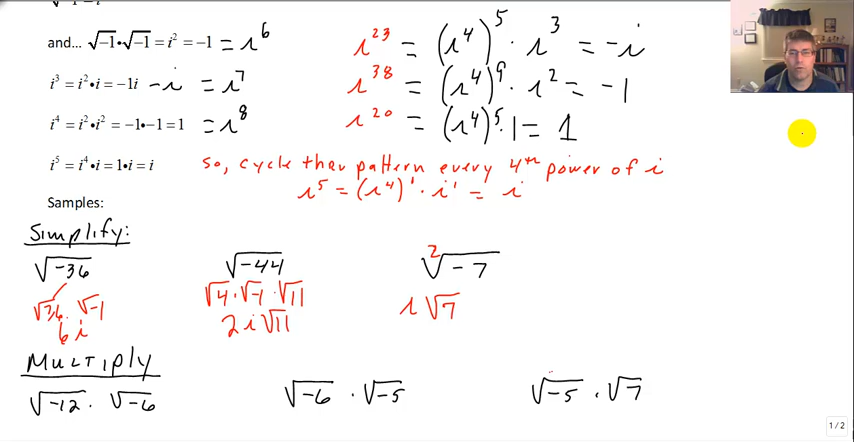 and... √-1•√-1 = i² = -1 = i⁶
i³ = i²•i = -1i -i = i⁷
i⁴ = i²•i² = -1•-1 = 1 = i⁸
i⁵ = i⁴•i = 1•i = i
i²³ = (i⁴)⁵ · i³ = -i
i³⁸ = (i⁴)⁹ · i² = -1
i²⁰ = (i⁴)⁵ · 1 = 1
so, cycle thru pattern every 4th power of i
i⁵ = (i⁴)¹ · i¹ = i
Samples:
Simplify:
√-36
√36 · √-1
6i
√-44
√4 · √-1 · √11
2i√11
²√-7
i√7
Multiply
√-12 · √-6
√-6 · √-5
√-5 · √7
1/2